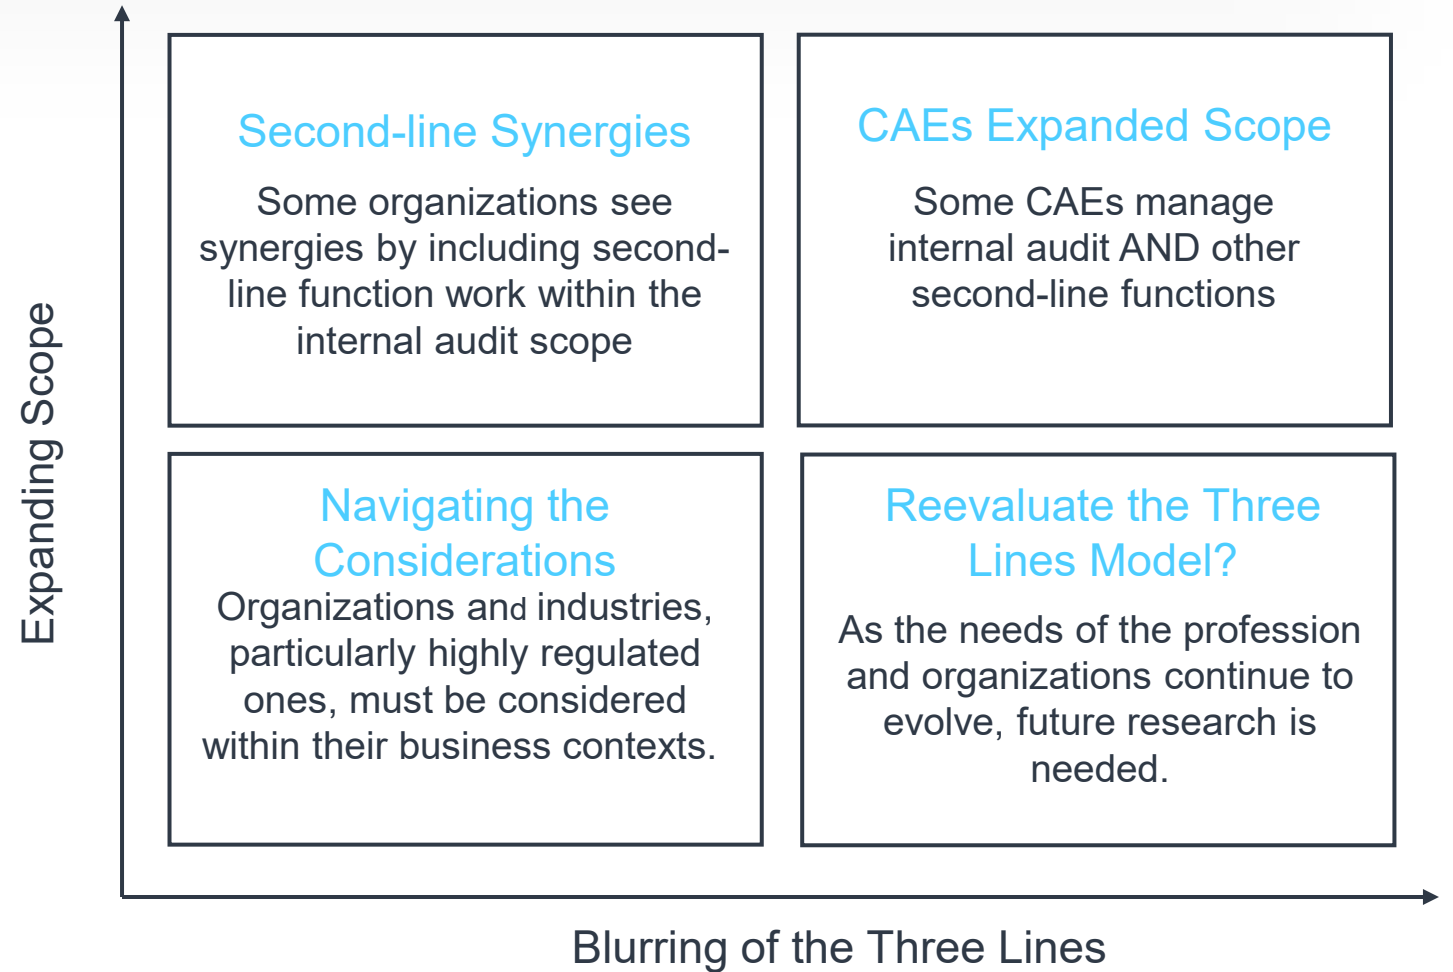 Second-line Synergies
Some organizations see
synergies by including second-
line function work within the
internal audit scope
CAEs Expanded Scope
Some CAEs manage
internal audit AND other
second-line functions
Expanding Scope
Navigating the
Considerations
Organizations and industries,
particularly highly regulated
ones, must be considered
within their business contexts.
Reevaluate the Three
Lines Model?
As the needs of the profession
and organizations continue to
evolve, future research is
needed.
Blurring of the Three Lines